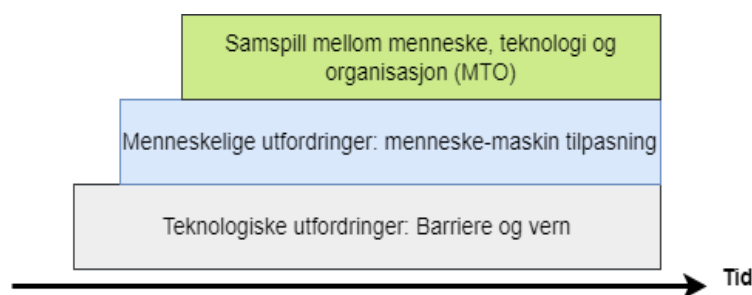 Samspill mellom menneske, teknologi og
organisasjon (MTO)
Menneskelige utfordringer: menneske-maskin tilpasning
Teknologiske utfordringer: Barriere og vern
Tid